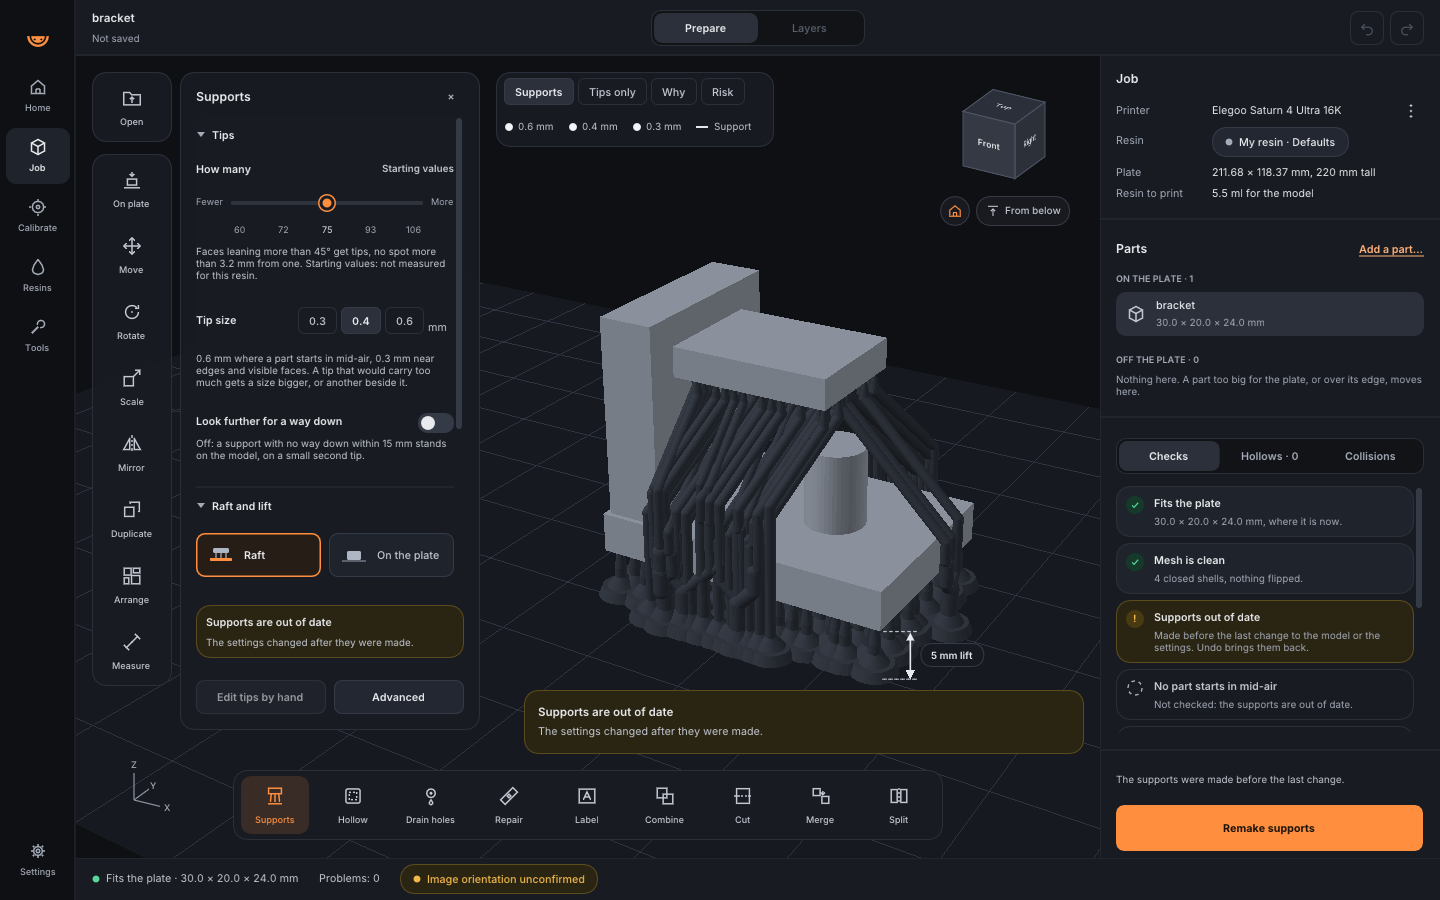 bracket
Not saved
Prepare
Layers
Home
Job
Calibrate
Resins
Tools
Settings
Open
On plate
Move
Rotate
Scale
Mirror
Duplicate
Arrange
Measure
Supports
×
Tips
How many
Starting values
Fewer
More
60 72 75 93 106
Faces leaning more than 45° get tips, no spot more
than 3.2 mm from one. Starting values: not measured
for this resin.
Tip size
0.3 0.4 0.6 mm
0.6 mm where a part starts in mid-air, 0.3 mm near
edges and visible faces. A tip that would carry too
much gets a size bigger, or another beside it.
Look further for a way down
Off: a support with no way down within 15 mm stands
on the model, on a small second tip.
Raft and lift
Raft
On the plate
Supports are out of date
The settings changed after they were made.
Edit tips by hand
Advanced
Supports Tips only Why Risk
0.6 mm 0.4 mm 0.3 mm Support
Top
Front
Right
From below
5 mm lift
Supports are out of date
The settings changed after they were made.
Z
Y
X
Supports
Hollow
Drain holes
Repair
Label
Combine
Cut
Merge
Split
Job
Printer Elegoo Saturn 4 Ultra 16K
Resin My resin · Defaults
Plate 211.68 × 118.37 mm, 220 mm tall
Resin to print 5.5 ml for the model
Parts
Add a part...
ON THE PLATE · 1
bracket
30.0 × 20.0 × 24.0 mm
OFF THE PLATE · 0
Nothing here. A part too big for the plate, or over its edge, moves
here.
Checks Hollows · 0 Collisions
Fits the plate
30.0 × 20.0 × 24.0 mm, where it is now.
Mesh is clean
4 closed shells, nothing flipped.
Supports out of date
Made before the last change to the model or the
settings. Undo brings them back.
No part starts in mid-air
Not checked: the supports are out of date.
The supports were made before the last change.
Remake supports
Fits the plate · 30.0 × 20.0 × 24.0 mm
Problems: 0
Image orientation unconfirmed